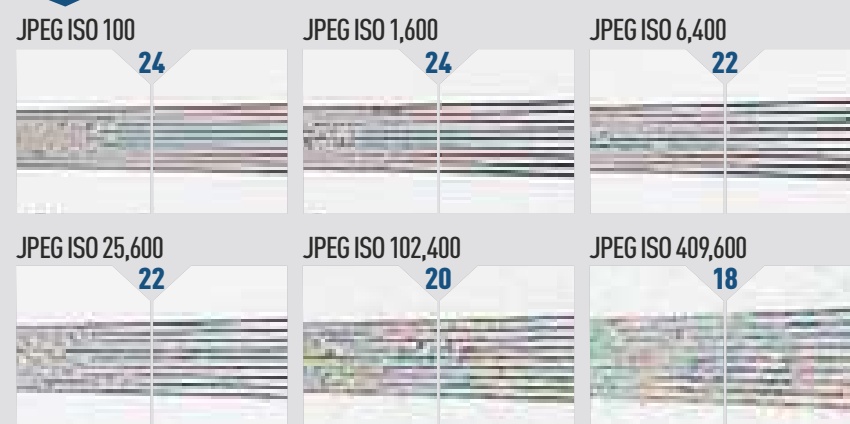 JPEG ISO 100
JPEG ISO 1,600
JPEG ISO 6,400
24
24
22
JPEG ISO 25,600
JPEG ISO 102,400
JPEG ISO 409,600
22
20
18